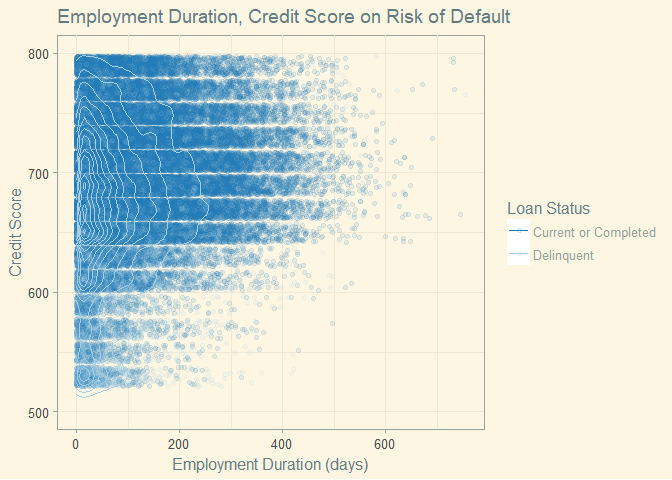 Employment Duration, Credit Score on Risk of Default
800
700
600
500
Credit Score
0
200
400
600
Employment Duration (days)
Loan Status
Current or Completed
Delinquent